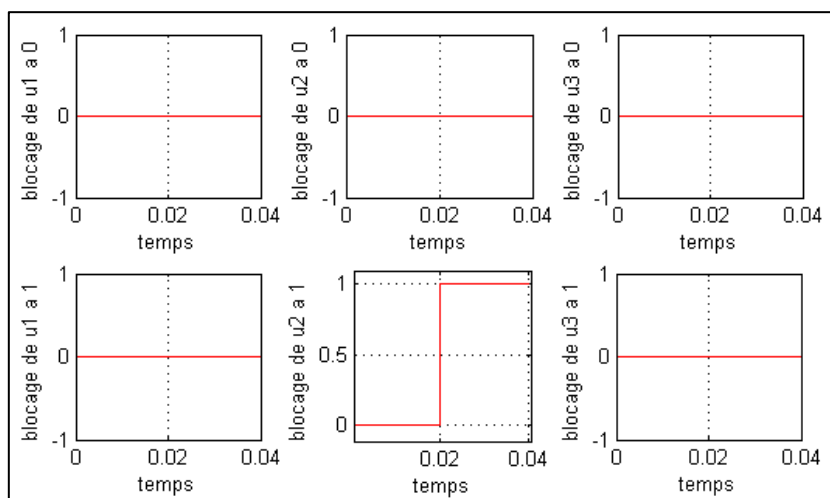 blocage de u1 a 0
1
0
-1
0
0.02
0.04
temps
blocage de u2 a 0
1
0
-1
0
0.02
0.04
temps
blocage de u3 a 0
1
0
-1
0
0.02
0.04
temps
blocage de u1 a 1
1
0
-1
0
0.02
0.04
temps
blocage de u2 a 1
1
0.5
0
0.02
0.04
temps
blocage de u3 a 1
1
0
-1
0
0.02
0.04
temps